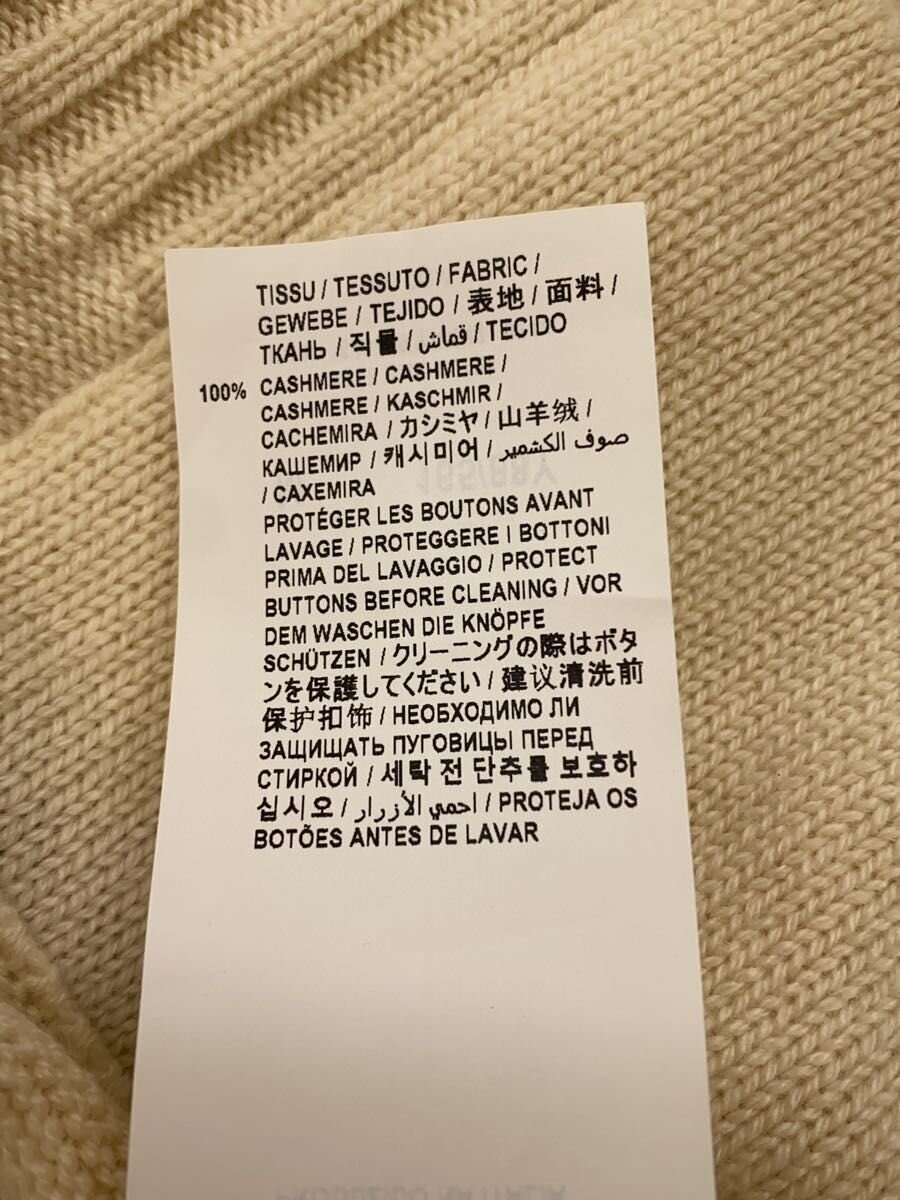 TISSU / TESSUTO / FABRIC /
GEWEBE / TEJIDO / 表地 / 面料 /
ТКАНЬ / 직물 / قماش / TECIDO
100% CASHMERE / CASHMERE /
CASHMERE / KASCHMIR /
CACHEMIRA / カシミヤ / 山羊绒 /
КАШЕМИР / 캐시미어 / صوف الكشمير
/ CAXEMIRA
PROTÉGER LES BOUTONS AVANT
LAVAGE / PROTEGGERE I BOTTONI
PRIMA DEL LAVAGGIO / PROTECT
BUTTONS BEFORE CLEANING / VOR
DEM WASCHEN DIE KNÖPFE
SCHÜTZEN / クリーニングの際はボタ
ンを保護してください / 建议清洗前
保护扣饰 / НЕОБХОДИМО ЛИ
ЗАЩИЩАТЬ ПУГОВИЦЫ ПЕРЕД
СТИРКОЙ / 세탁 전 단추를 보호하
십시오 / احمي الأزرار / PROTEJA OS
BOTÕES ANTES DE LAVAR